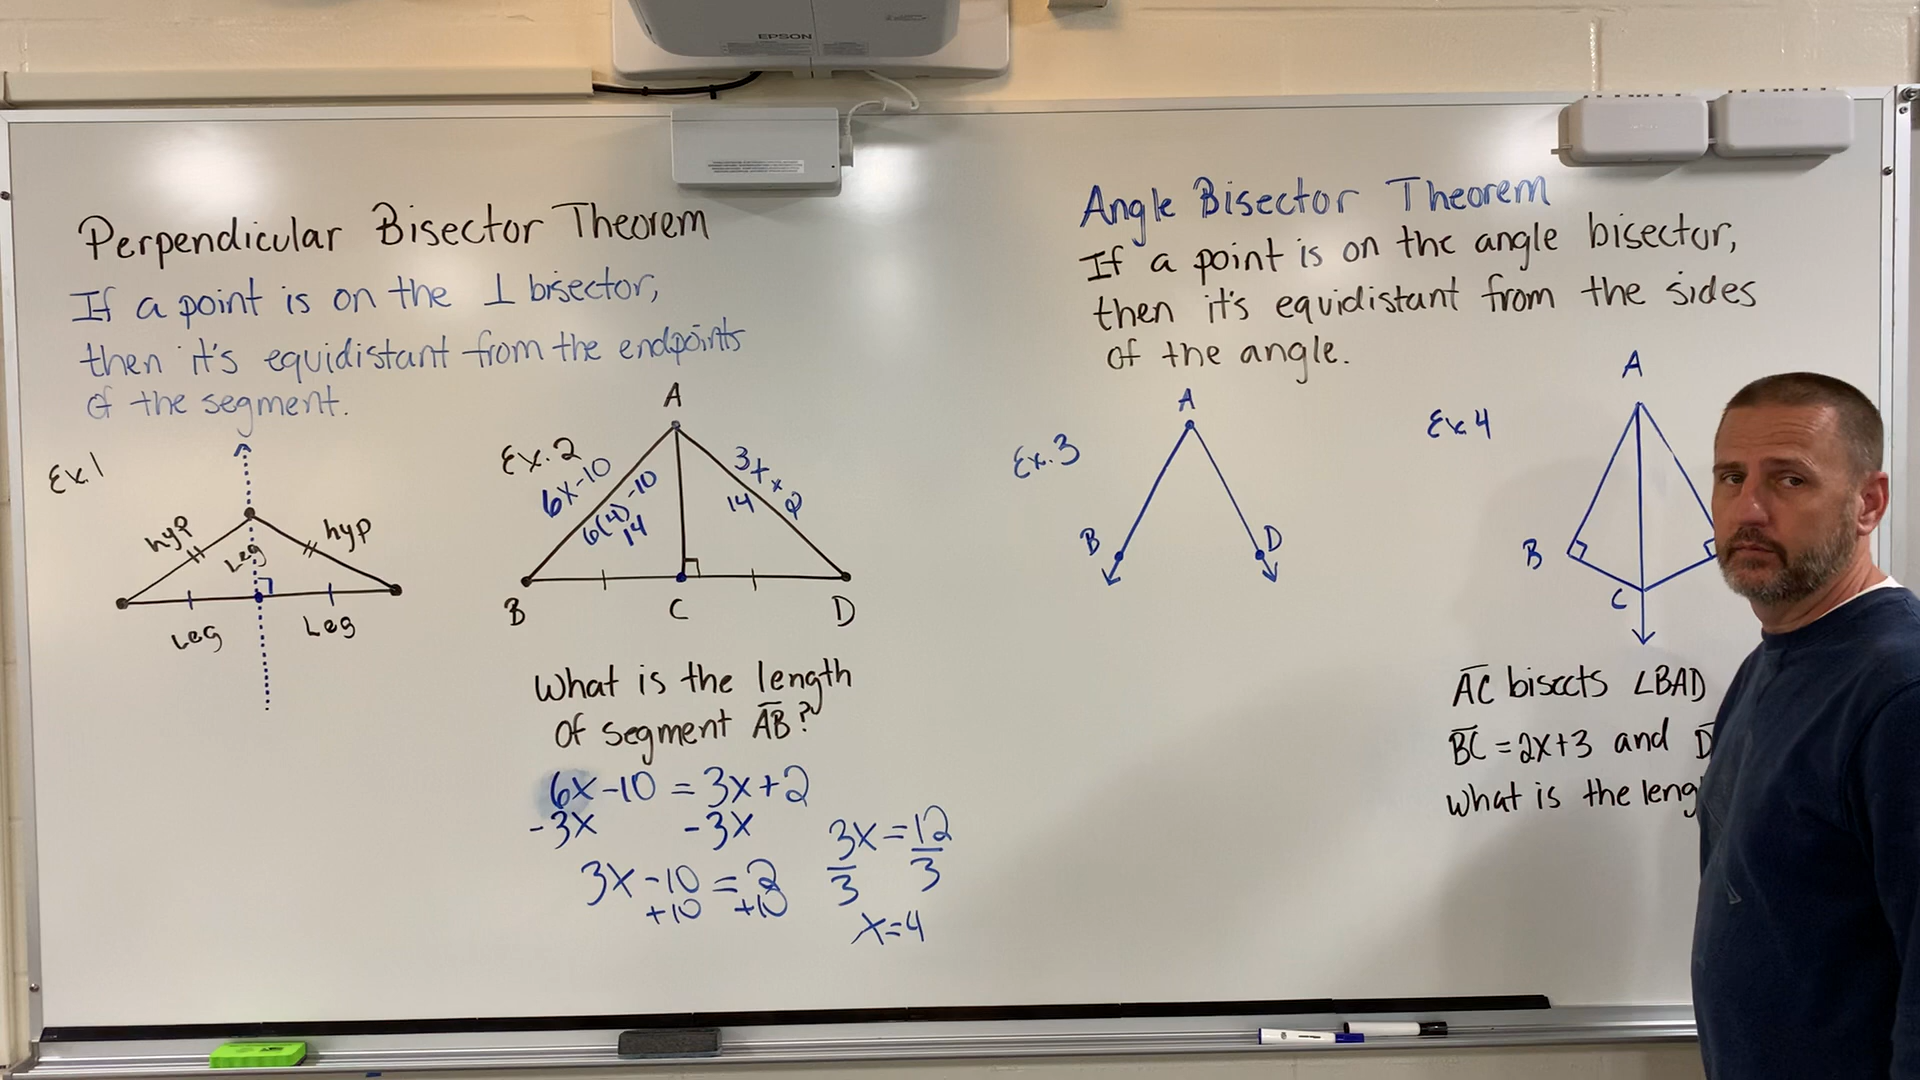 EPSON
Perpendicular Bisector Theorem
If a point is on the ⊥ bisector,
then it's equidistant from the endpoints
of the segment.
Ex.1
hyp
hyp
Leg
Leg
Leg
Ex.2
A
6x-10
6(4)-10
14
3x+2
14
B
C
D
What is the length
of segment A̅B̅?
6x-10 = 3x+2
-3x -3x
3x-10 = 2
+10 +10
3x = 12
3 3
x=4
Angle Bisector Theorem
If a point is on the angle bisector,
then it's equidistant from the sides
of the angle.
Ex.3
A
B
D
Ex 4
A
B
C
A̅C̅ bisects ∠BAD
B̅C̅ = 2x+3 and D
What is the leng